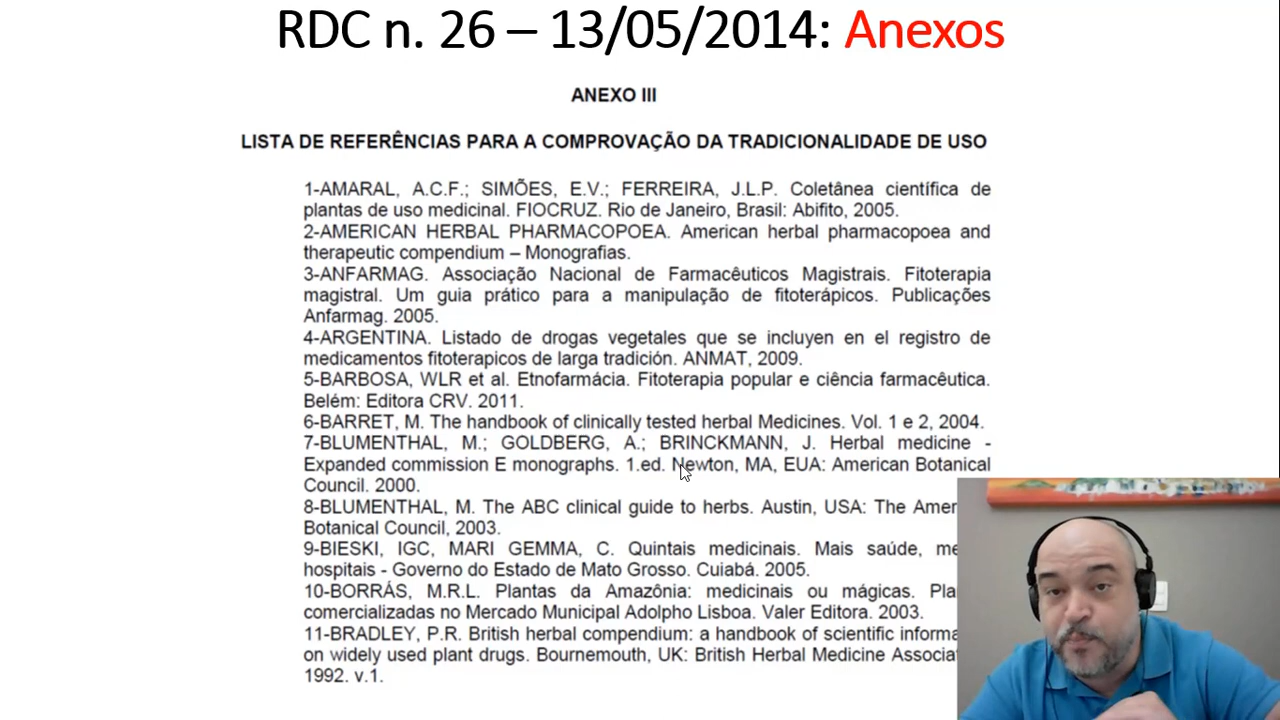 RDC n. 26 – 13/05/2014: Anexos
ANEXO III
LISTA DE REFERÊNCIAS PARA A COMPROVAÇÃO DA TRADICIONALIDADE DE USO
1-AMARAL, A.C.F.; SIMÕES, E.V.; FERREIRA, J.L.P. Coletânea científica de
plantas de uso medicinal. FIOCRUZ. Rio de Janeiro, Brasil: Abifito, 2005.
2-AMERICAN HERBAL PHARMACOPOEA. American herbal pharmacopoea and
therapeutic compendium – Monografias.
3-ANFARMAG. Associação Nacional de Farmacêuticos Magistrais. Fitoterapia
magistral. Um guia prático para a manipulação de fitoterápicos. Publicações
Anfarmag. 2005.
4-ARGENTINA. Listado de drogas vegetales que se incluyen en el registro de
medicamentos fitoterapicos de larga tradición. ANMAT, 2009.
5-BARBOSA, WLR et al. Etnofarmácia. Fitoterapia popular e ciência farmacêutica.
Belém: Editora CRV. 2011.
6-BARRET, M. The handbook of clinically tested herbal Medicines. Vol. 1 e 2, 2004.
7-BLUMENTHAL, M.; GOLDBERG, A.; BRINCKMANN, J. Herbal medicine -
Expanded commission E monographs. 1.ed. Newton, MA, EUA: American Botanical
Council. 2000.
8-BLUMENTHAL, M. The ABC clinical guide to herbs. Austin, USA: The
Botanical Council, 2003.
9-BIESKI, IGC, MARI GEMMA, C. Quintais medicinais. Mais saúde,
hospitais - Governo do Estado de Mato Grosso. Cuiabá. 2005.
10-BORRÁS, M.R.L. Plantas da Amazônia: medicinais ou mágicas.
comercializadas no Mercado Municipal Adolpho Lisboa. Valer Editora. 2003.
11-BRADLEY, P.R. British herbal compendium: a handbook of scientific
on widely used plant drugs. Bournemouth, UK: British Herbal Medicine
1992. v.1.